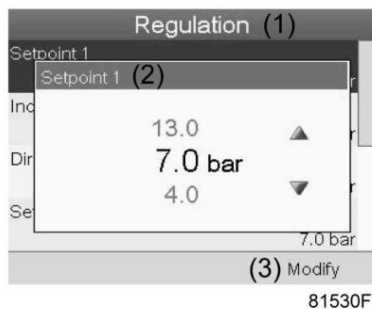 Regulation (1)
Setpoint 1
Setpoint 1 (2)
r
Ind
r
13.0
Dir
7.0 bar
r
4.0
Se
7.0 bar
(3) Modify
81530F